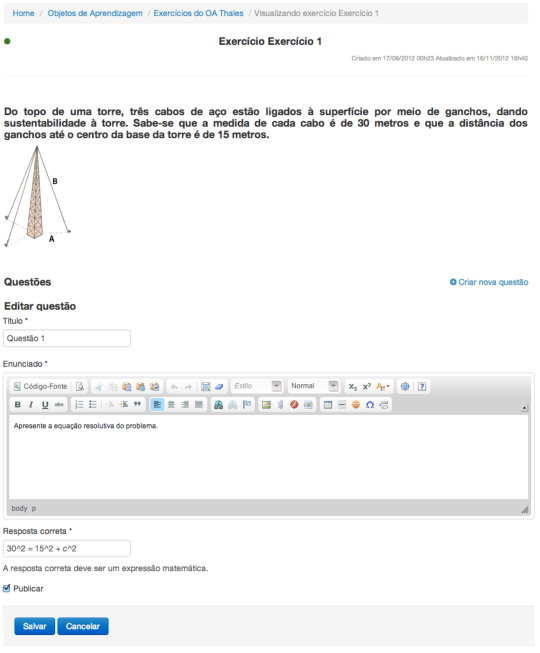 Home / Objetos de Aprendizagem / Exercícios do OA Thales / Visualizando exercício Exercício 1
Exercício Exercício 1
Criado em 17/09/2012 00h23 Atualizado em 16/11/2012 16h40
Do topo de uma torre, três cabos de aço estão ligados à superfície por meio de ganchos, dando
sustentabilidade à torre. Sabe-se que a medida de cada cabo é de 30 metros e que a distância dos
ganchos até o centro da base da torre é de 15 metros.
B
A
Questões
Criar nova questão
Editar questão
Título *
Questão 1
Enunciado *
Código-Fonte Estilo Normal
B I U abc
Apresente a equação resolutiva do problema.
body p
Resposta correta *
30^2 = 15^2 + c^2
A resposta correta deve ser um expressão matemática.
Publicar
Salvar Cancelar